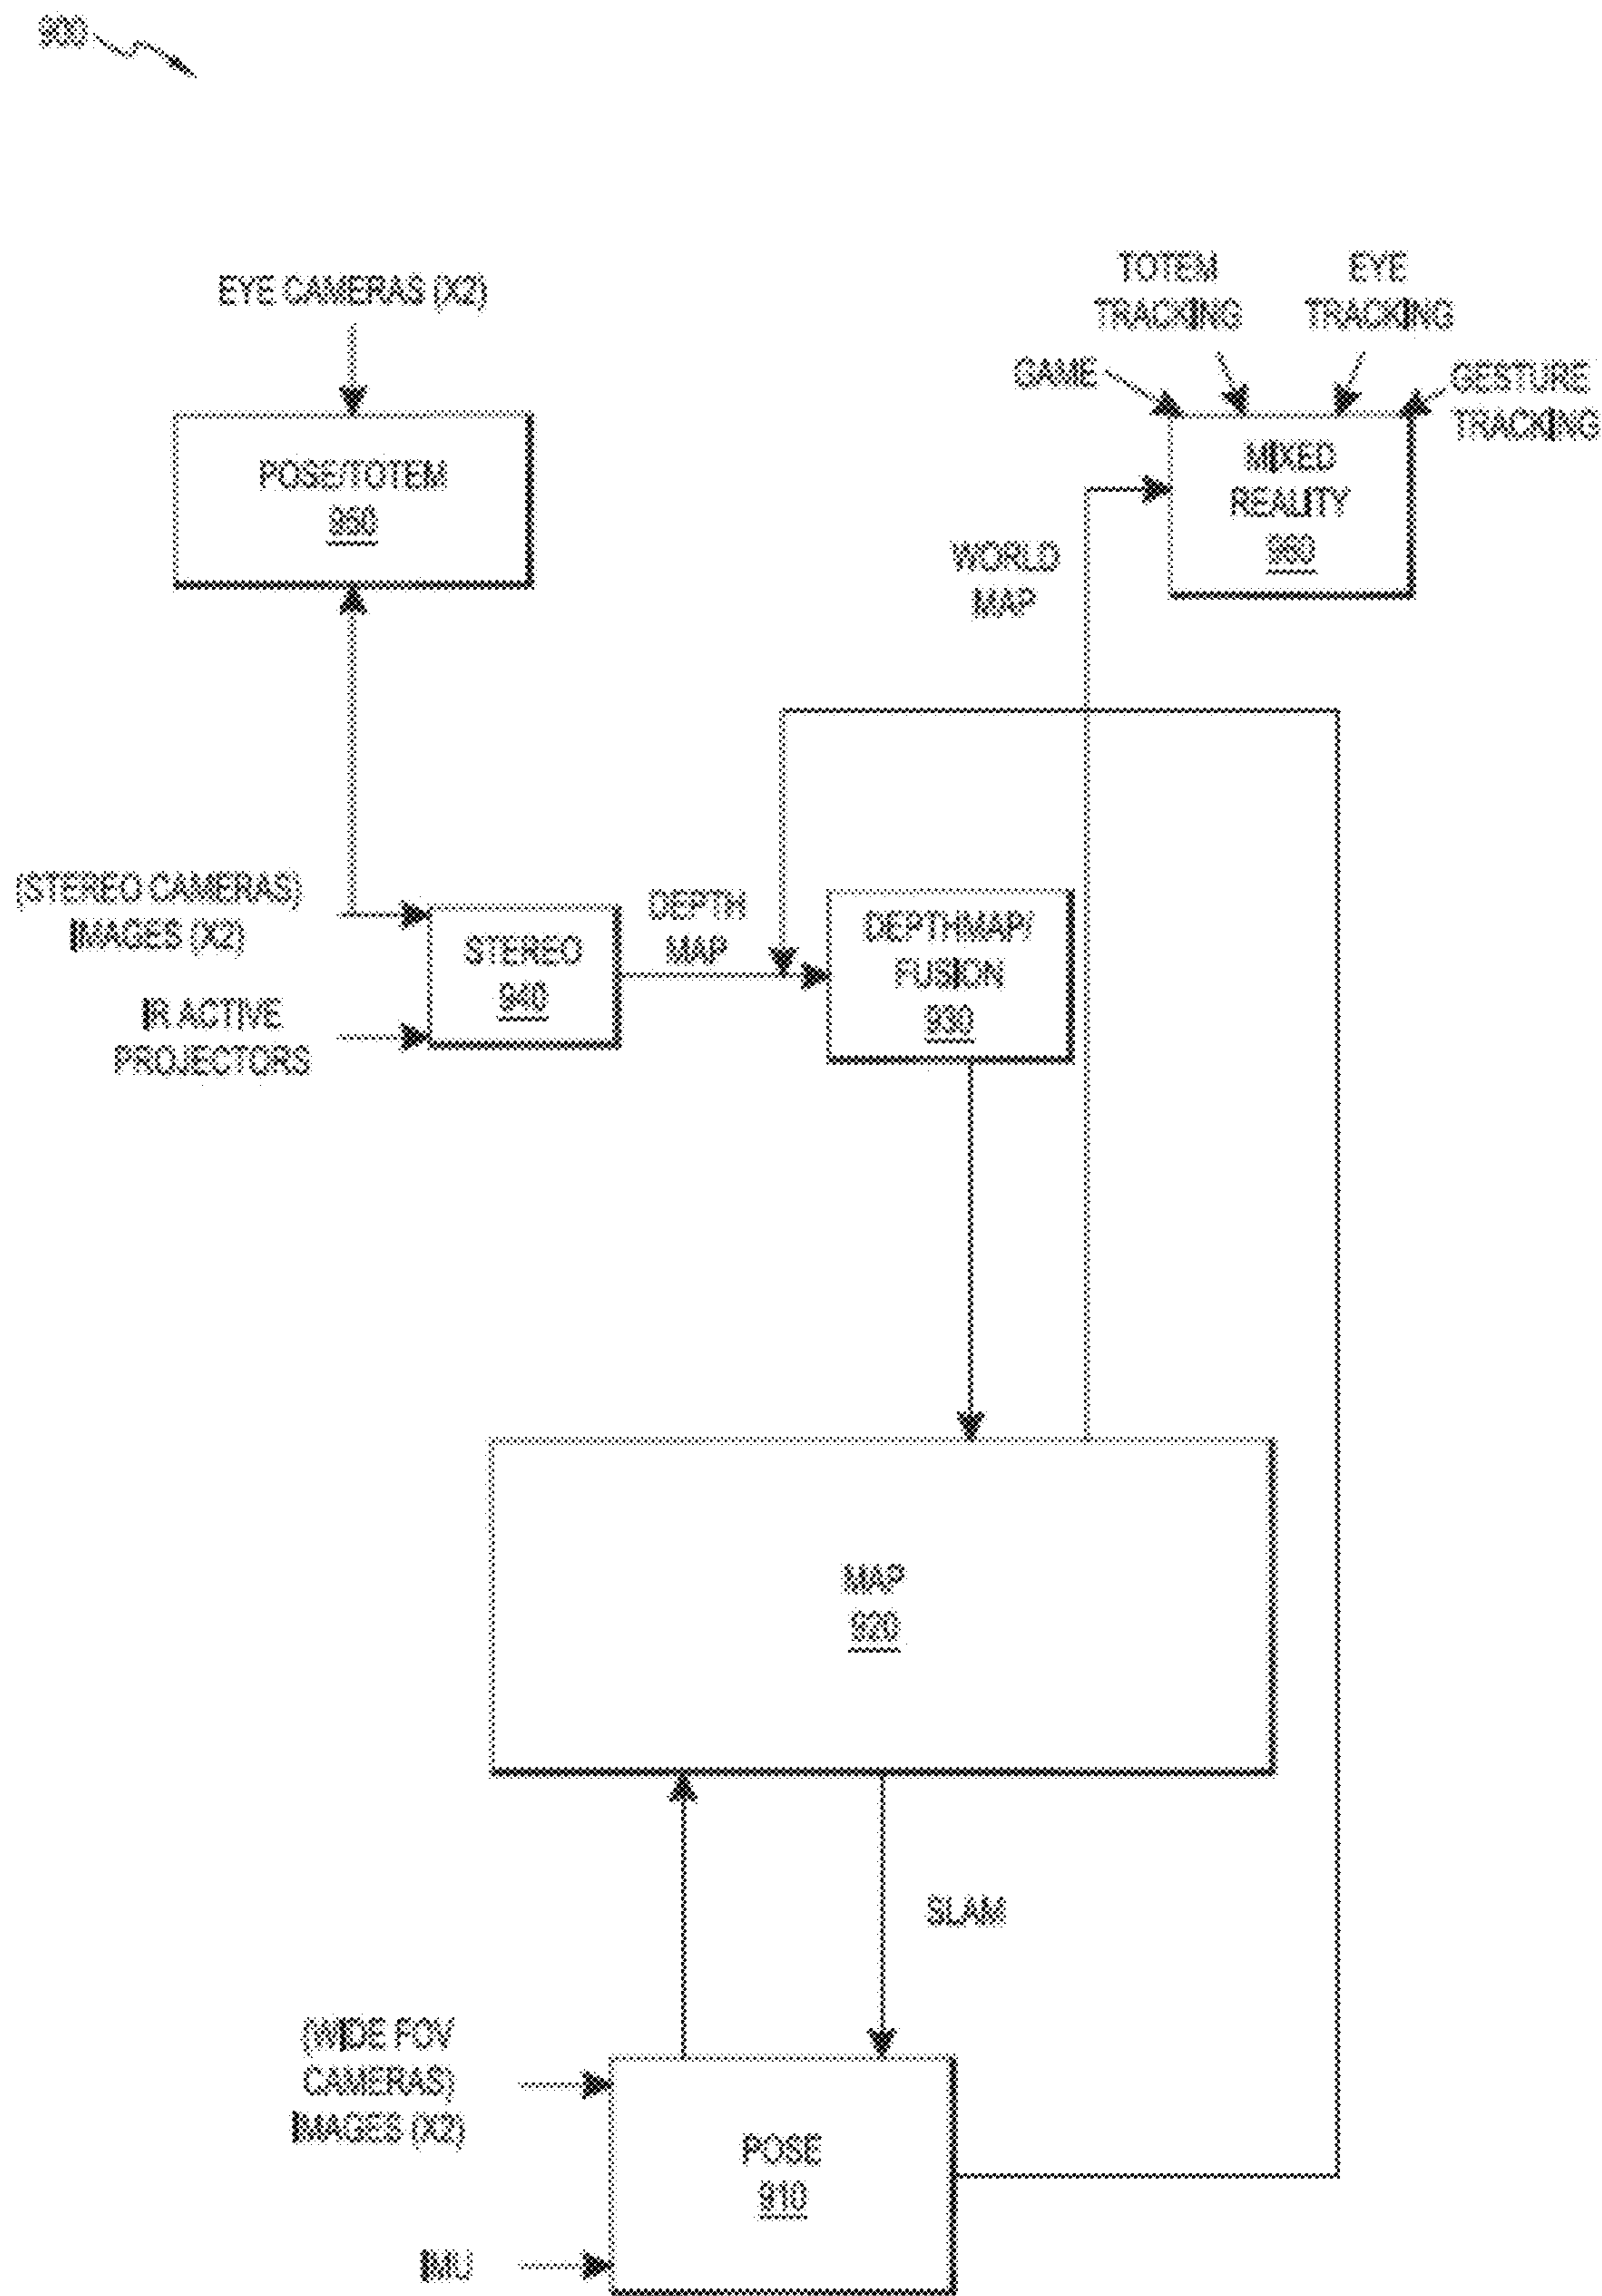 900
EYE CAMERAS (X2)
POSE/TOTEM
950
TOTEM
TRACKING
EYE
TRACKING
GAME
GESTURE
TRACKING
MIXED
REALITY
960
WORLD
MAP
(STEREO CAMERAS)
IMAGES (X2)
IR ACTIVE
PROJECTORS
STEREO
940
DEPTH
MAP
DEPTHMAP/
FUSION
930
MAP
920
SLAM
(WIDE FOV
CAMERAS)
IMAGES (X2)
POSE
910
IMU